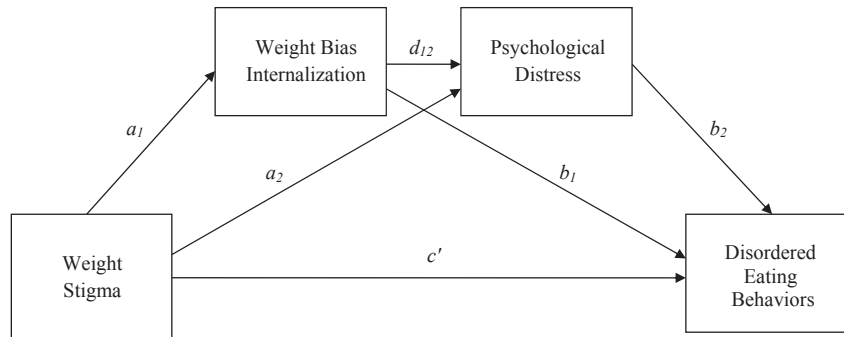 Weight Bias
Internalization
d12
Psychological
Distress
a1
a2
b1
b2
Weight
Stigma
c'
Disordered
Eating
Behaviors